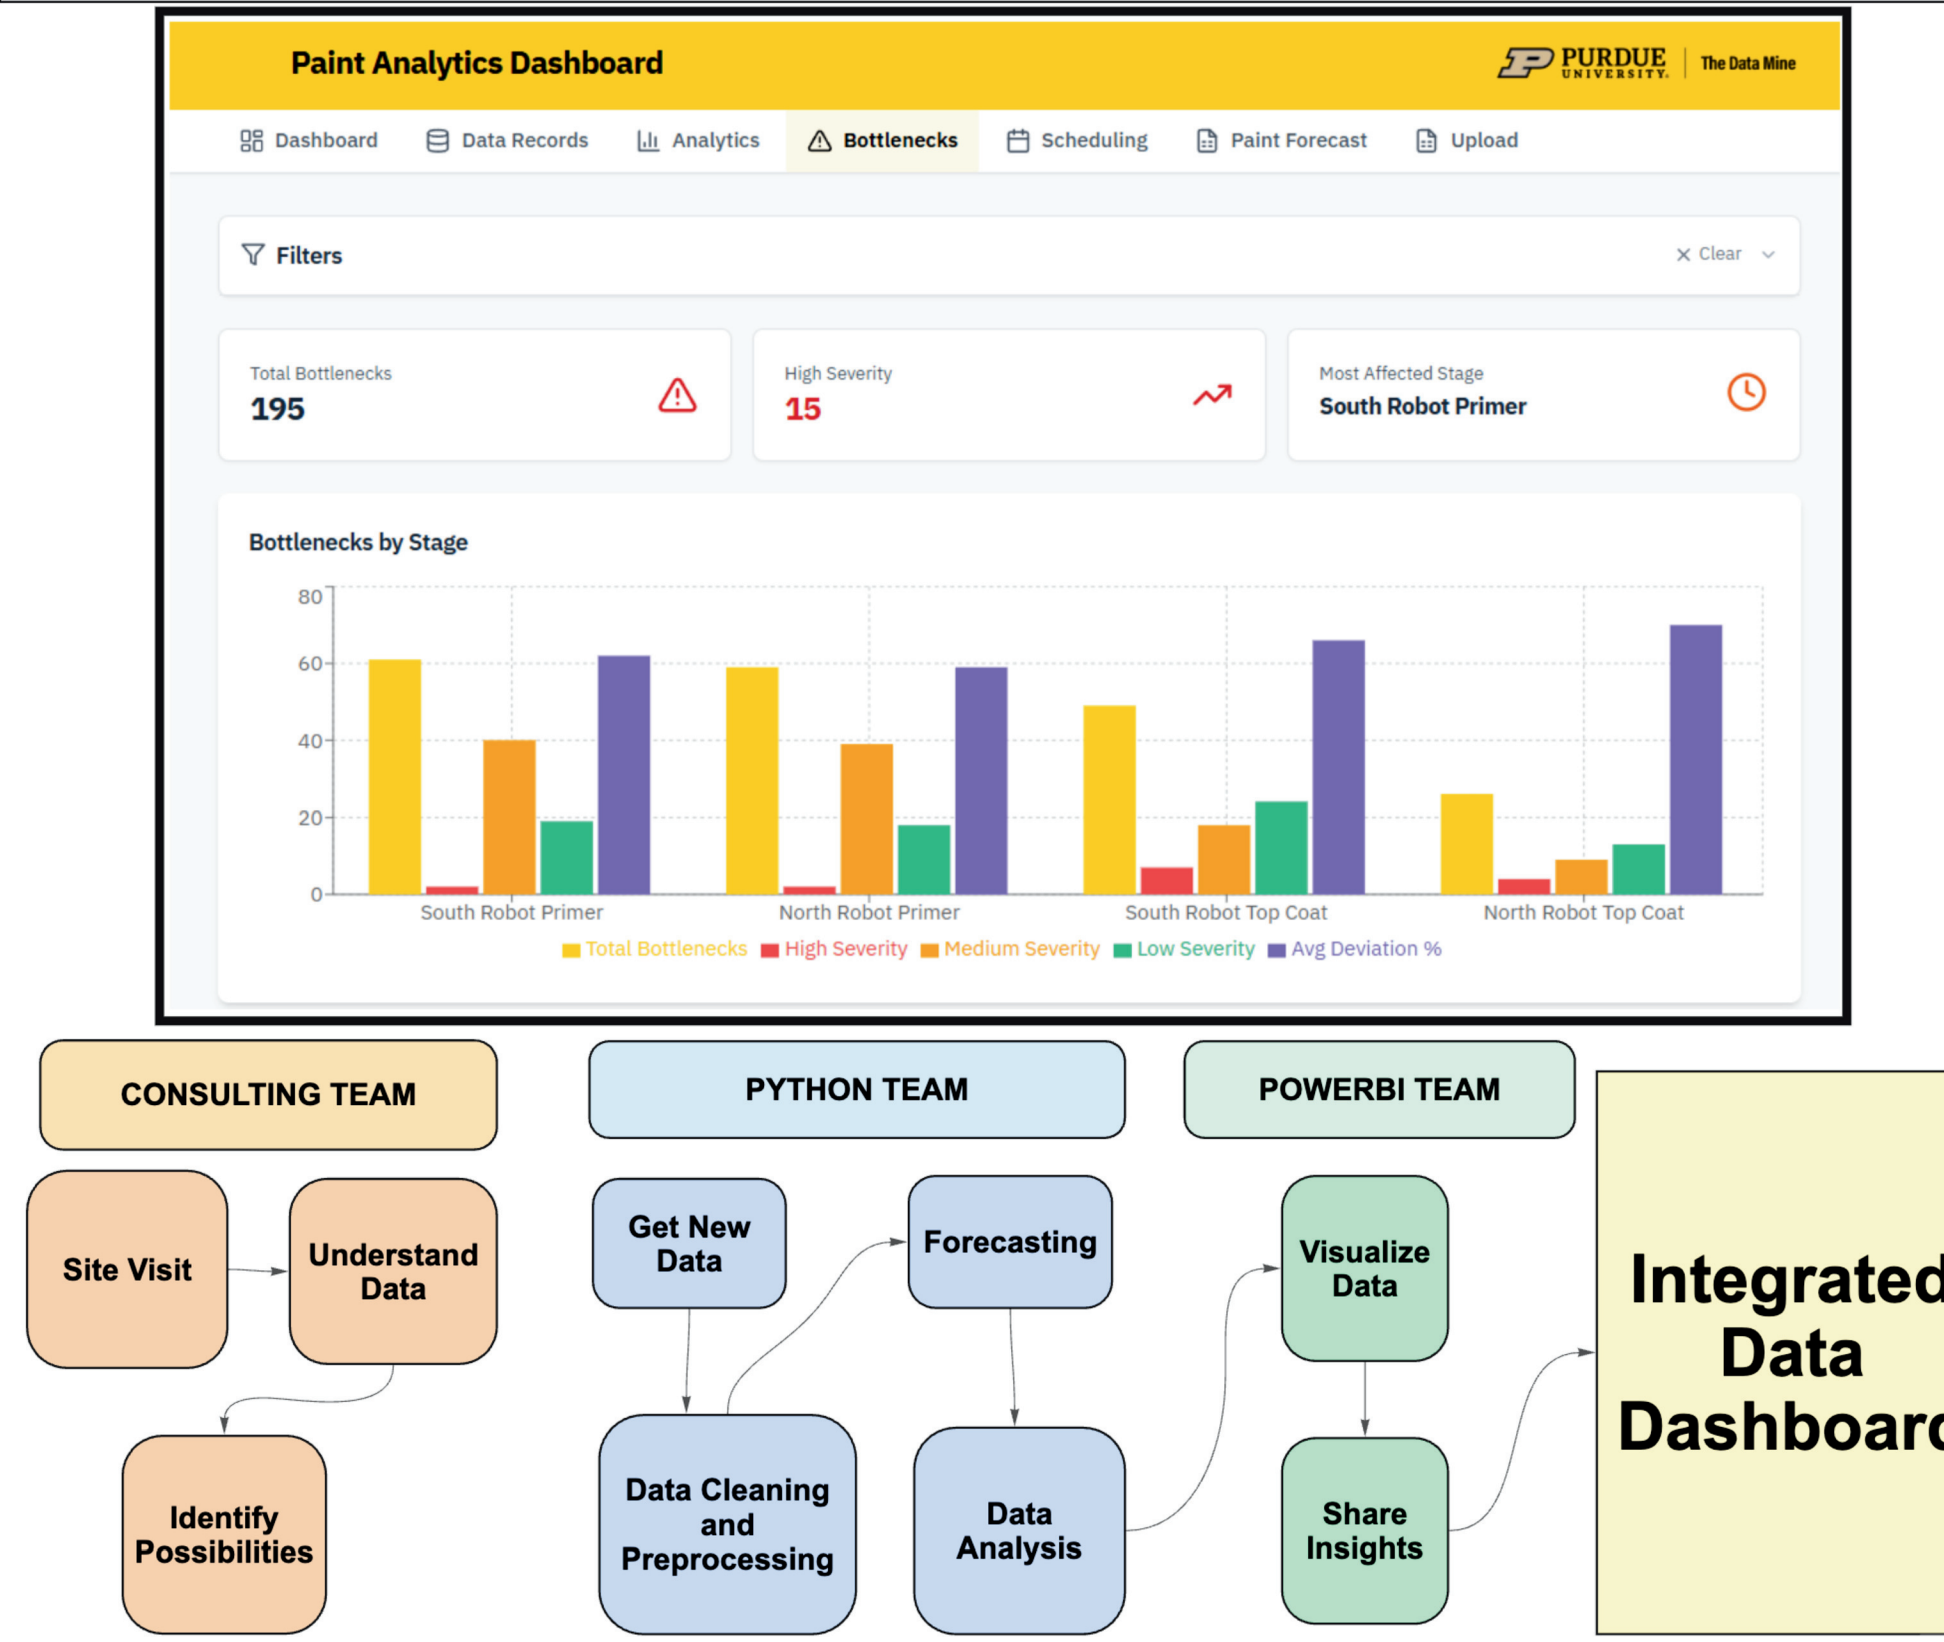 Paint Analytics Dashboard
PURDUE
UNIVERSITY.
The Data Mine
Dashboard
Data Records
Analytics
Bottlenecks
Scheduling
Paint Forecast
Upload
Filters
Clear
Total Bottlenecks
195
High Severity
15
Most Affected Stage
South Robot Primer
Bottlenecks by Stage
80
60
40
20
0
South Robot Primer
North Robot Primer
South Robot Top Coat
North Robot Top Coat
Total Bottlenecks
High Severity
Medium Severity
Low Severity
Avg Deviation %
CONSULTING TEAM
Site Visit
Understand
Data
Identify
Possibilities
PYTHON TEAM
Get New
Data
Data Cleaning
and
Preprocessing
Forecasting
Data
Analysis
POWERBI TEAM
Visualize
Data
Share
Insights
Integrated
Data
Dashboard